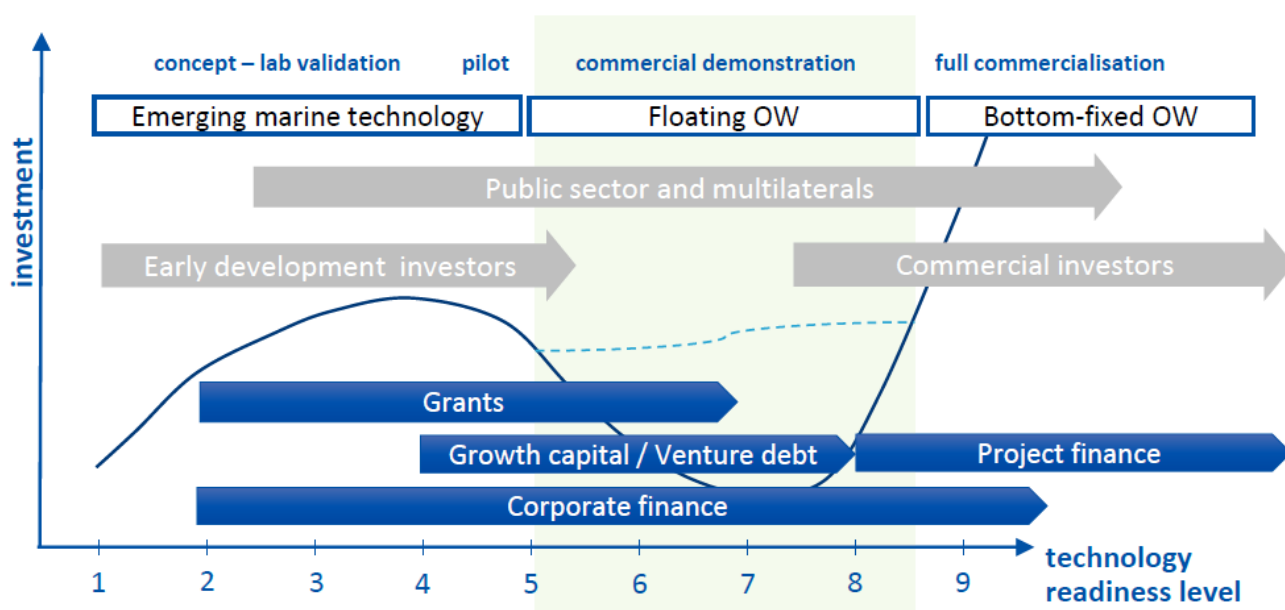 concept – lab validation pilot commercial demonstration full commercialisation
Emerging marine technology Floating OW Bottom-fixed OW
investment
Public sector and multilaterals
Early development investors Commercial investors
Grants
Growth capital / Venture debt Project finance
Corporate finance
1 2 3 4 5 6 7 8 9
technology
readiness level